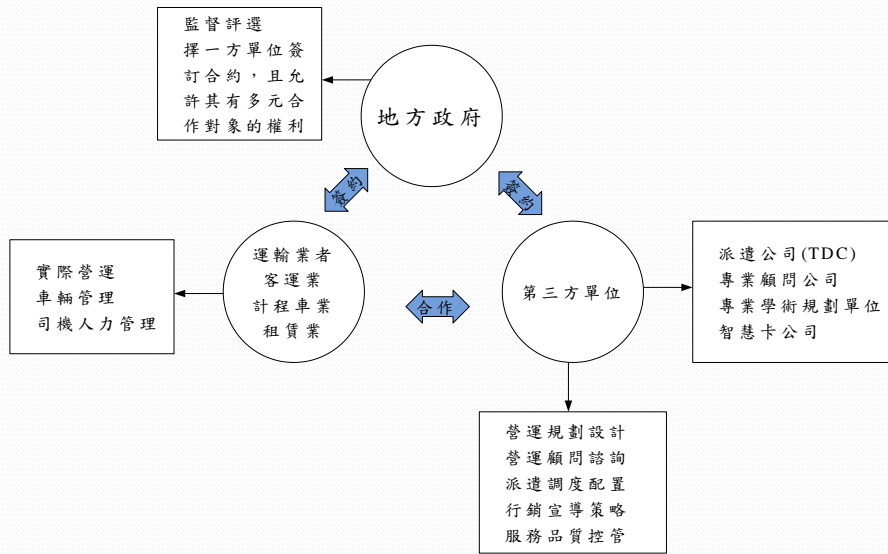 監督評選
擇一方單位簽
訂合約，且允
許其有多元合
作對象的權利
地方政府
簽約
簽約
運輸業者
客運業
計程車業
租賃業
實際營運
車輛管理
司機人力管理
合作
第三方單位
派遣公司(TDC)
專業顧問公司
專業學術規劃單位
智慧卡公司
營運規劃設計
營運顧問諮詢
派遣調度配置
行銷宣導策略
服務品質控管